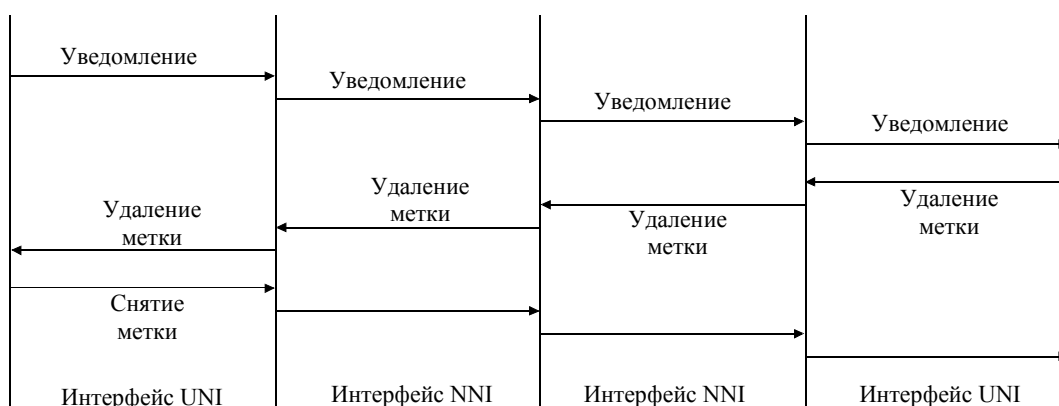 Уведомление
Уведомление
Уведомление
Уведомление
Удаление
метки
Удаление
метки
Удаление
метки
Удаление
метки
Снятие
метки
Интерфейс UNI
Интерфейс NNI
Интерфейс NNI
Интерфейс UNI